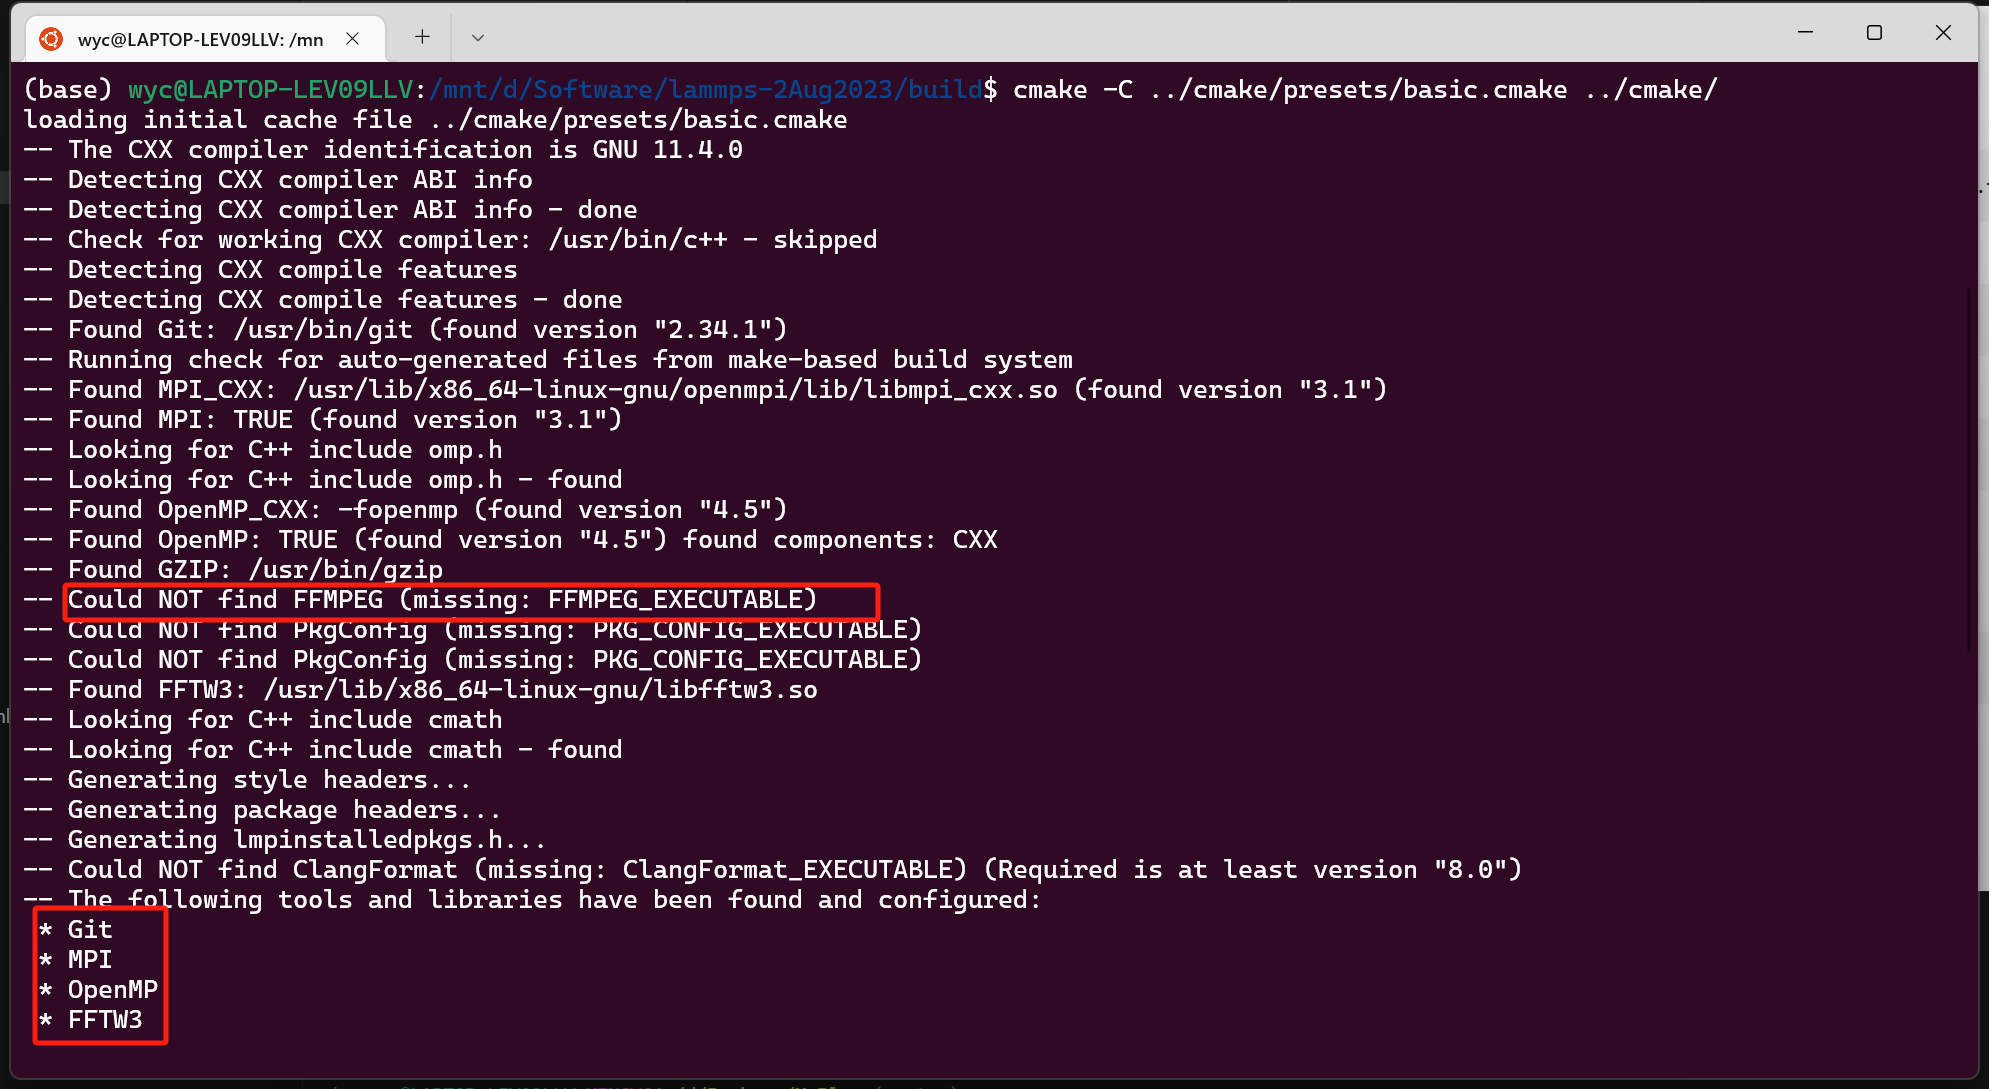 wyc@LAPTOP-LEV09LLV: /mn
(base) wyc@LAPTOP-LEV09LLV:/mnt/d/Software/lammps-2Aug2023/build$ cmake -C ../cmake/presets/basic.cmake ../cmake/
loading initial cache file ../cmake/presets/basic.cmake
-- The CXX compiler identification is GNU 11.4.0
-- Detecting CXX compiler ABI info
-- Detecting CXX compiler ABI info - done
-- Check for working CXX compiler: /usr/bin/c++ - skipped
-- Detecting CXX compile features
-- Detecting CXX compile features - done
-- Found Git: /usr/bin/git (found version "2.34.1")
-- Running check for auto-generated files from make-based build system
-- Found MPI_CXX: /usr/lib/x86_64-linux-gnu/openmpi/lib/libmpi_cxx.so (found version "3.1")
-- Found MPI: TRUE (found version "3.1")
-- Looking for C++ include omp.h
-- Looking for C++ include omp.h - found
-- Found OpenMP_CXX: -fopenmp (found version "4.5")
-- Found OpenMP: TRUE (found version "4.5") found components: CXX
-- Found GZIP: /usr/bin/gzip
-- Could NOT find FFMPEG (missing: FFMPEG_EXECUTABLE)
-- Could NOT find PkgConfig (missing: PKG_CONFIG_EXECUTABLE)
-- Could NOT find PkgConfig (missing: PKG_CONFIG_EXECUTABLE)
-- Found FFTW3: /usr/lib/x86_64-linux-gnu/libfftw3.so
-- Looking for C++ include cmath
-- Looking for C++ include cmath - found
-- Generating style headers...
-- Generating package headers...
-- Generating lmpinstalledpkgs.h...
-- Could NOT find ClangFormat (missing: ClangFormat_EXECUTABLE) (Required is at least version "8.0")
-- The following tools and libraries have been found and configured:
* Git
* MPI
* OpenMP
* FFTW3